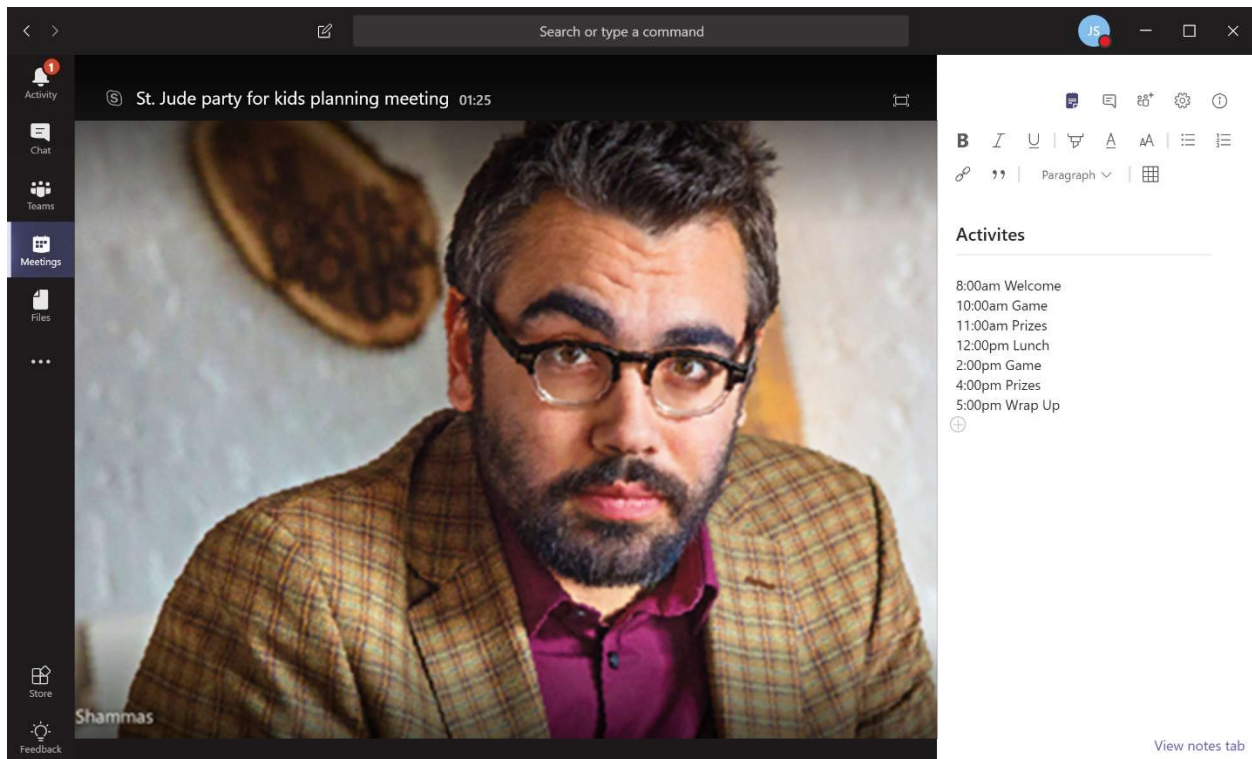 Search or type a command
JS
1
Activity
Chat
Teams
Meetings
Files
Store
Feedback
St. Jude party for kids planning meeting 01:25
Shammas
B I U A AA
Paragraph
Activites
8:00am Welcome
10:00am Game
11:00am Prizes
12:00pm Lunch
2:00pm Game
4:00pm Prizes
5:00pm Wrap Up
View notes tab